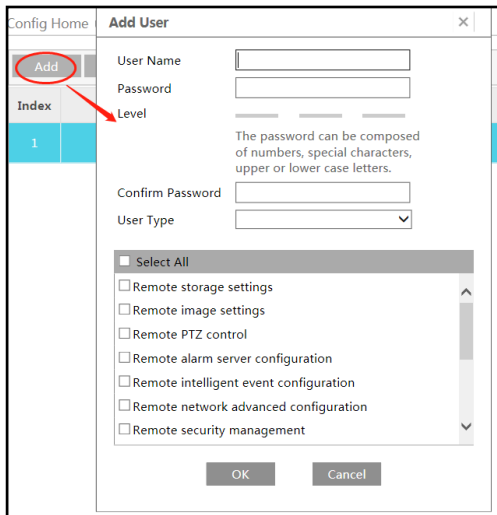 Config Home
Add User
Add
User Name
Password
Index
Level
1
The password can be composed
of numbers, special characters,
upper or lower case letters.
Confirm Password
User Type
Select All
Remote storage settings
Remote image settings
Remote PTZ control
Remote alarm server configuration
Remote intelligent event configuration
Remote network advanced configuration
Remote security management
OK Cancel